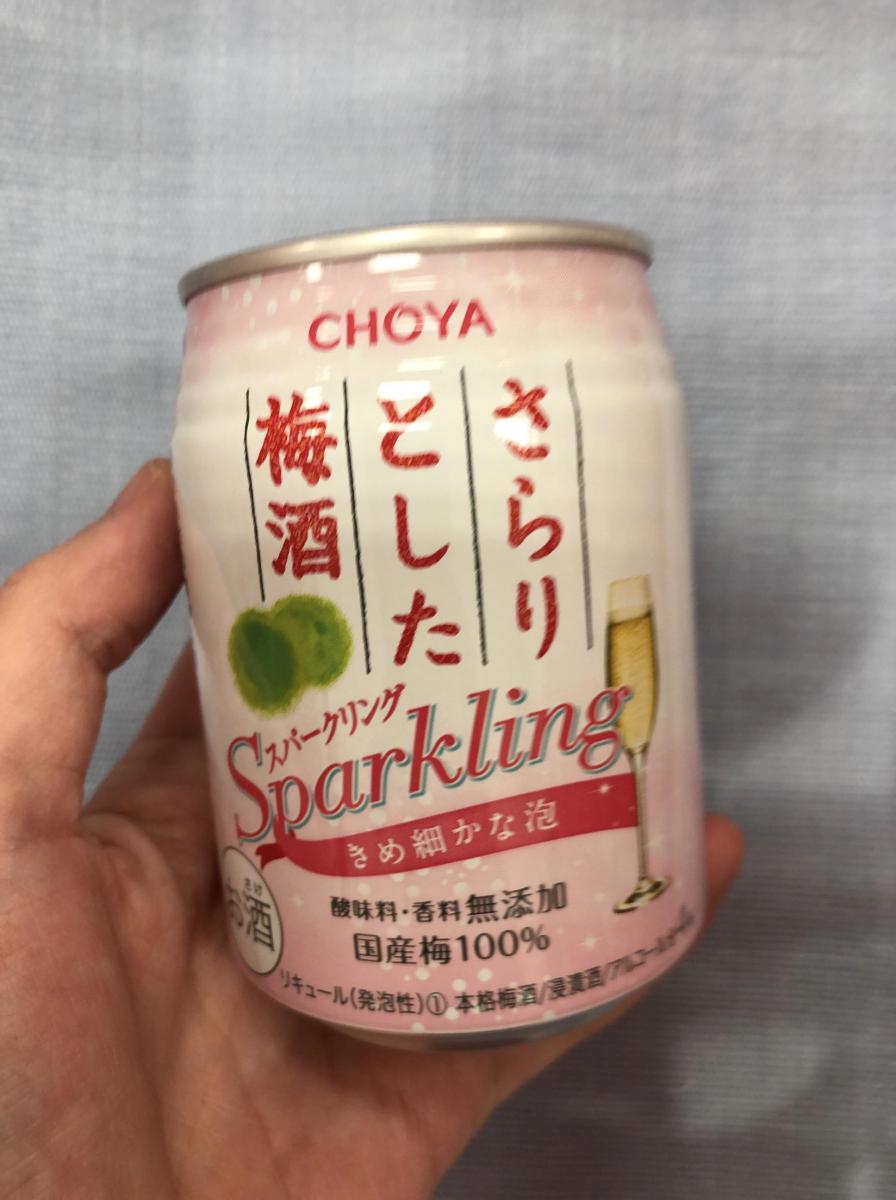 CHOYA
さらり
とした
梅酒
スパークリング
Sparkling
きめ細かな泡
さけ
お酒
酸味料・香料無添加
国産梅100%
リキュール(発泡性)① 本格梅酒/浸漬酒/アルコール分